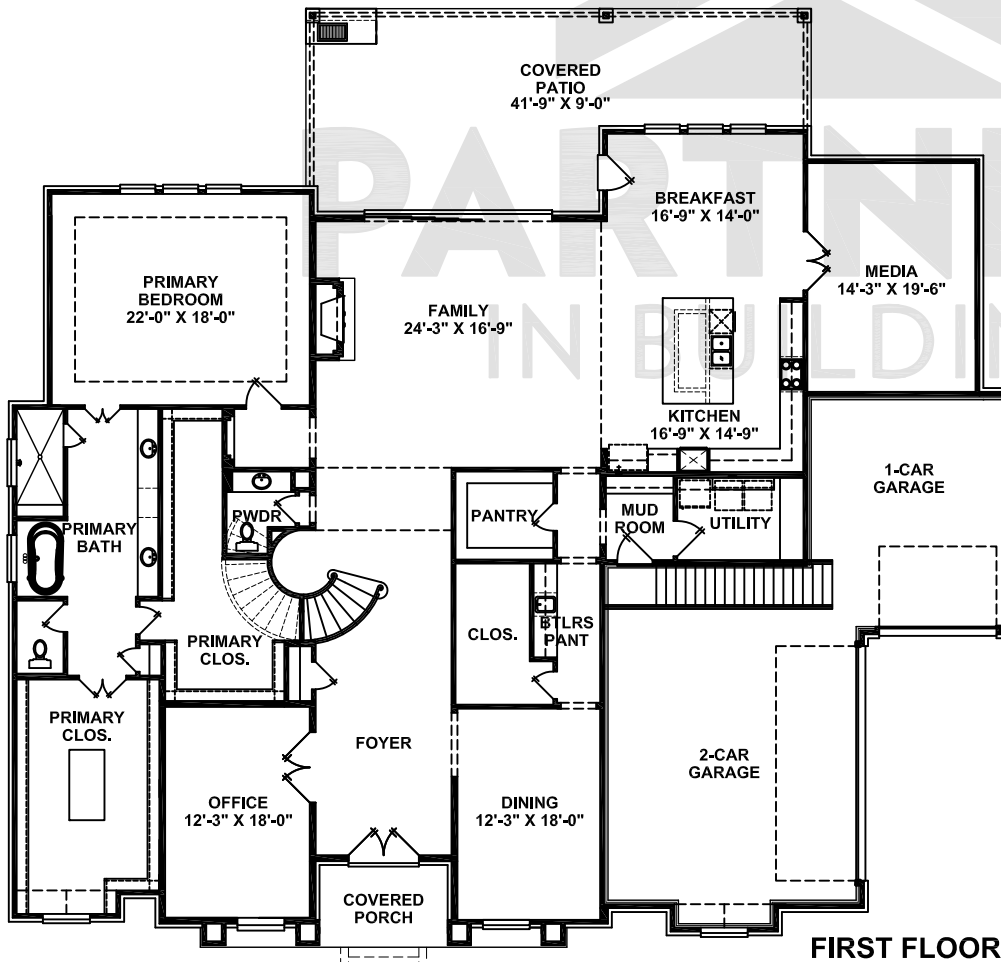 COVERED
PATIO
41'-9" X 9'-0"
PARTNE
IN BUILDIN
BREAKFAST
16'-9" X 14'-0"
MEDIA
14'-3" X 19'-6"
PRIMARY
BEDROOM
22'-0" X 18'-0"
FAMILY
24'-3" X 16'-9"
KITCHEN
16'-9" X 14'-9"
1-CAR
GARAGE
PWDR
PANTRY
MUD
ROOM
UTILITY
PRIMARY
BATH
PRIMARY
CLOS.
CLOS.
BTLRS
PANT
PRIMARY
CLOS.
FOYER
2-CAR
GARAGE
OFFICE
12'-3" X 18'-0"
DINING
12'-3" X 18'-0"
COVERED
PORCH
FIRST FLOOR